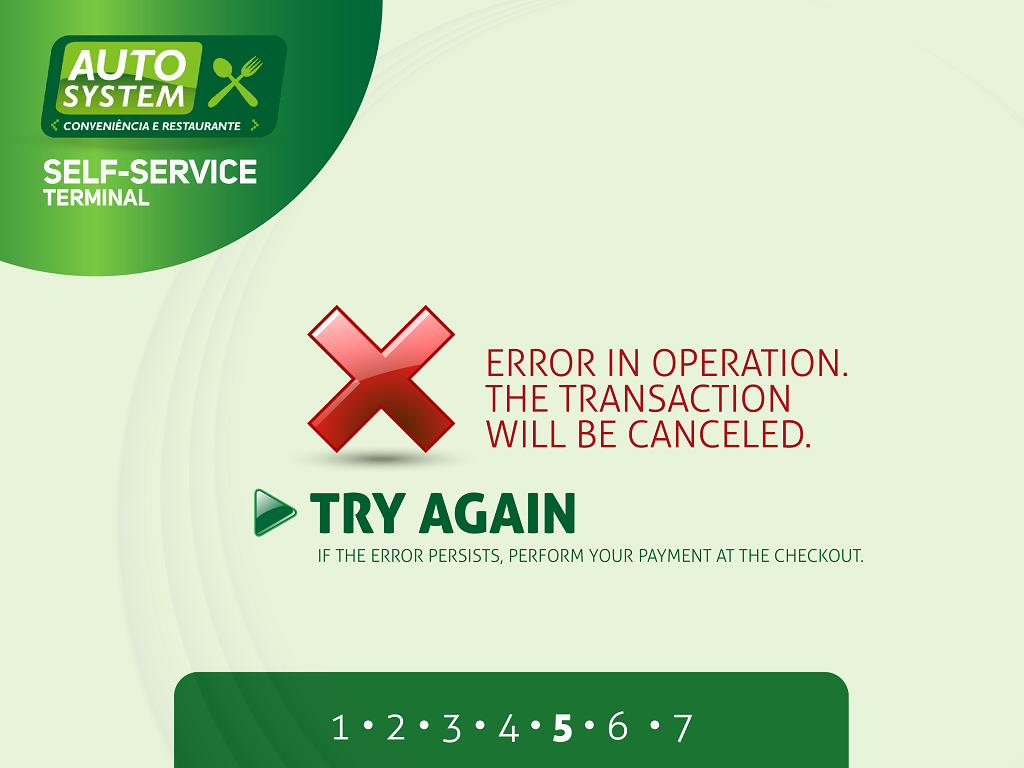 AUTO
SYSTEM
CONVENIÊNCIA E RESTAURANTE
SELF-SERVICE
TERMINAL
ERROR IN OPERATION.
THE TRANSACTION
WILL BE CANCELED.
TRY AGAIN
IF THE ERROR PERSISTS, PERFORM YOUR PAYMENT AT THE CHECKOUT.
1 • 2 • 3 • 4 • 5 • 6 • 7